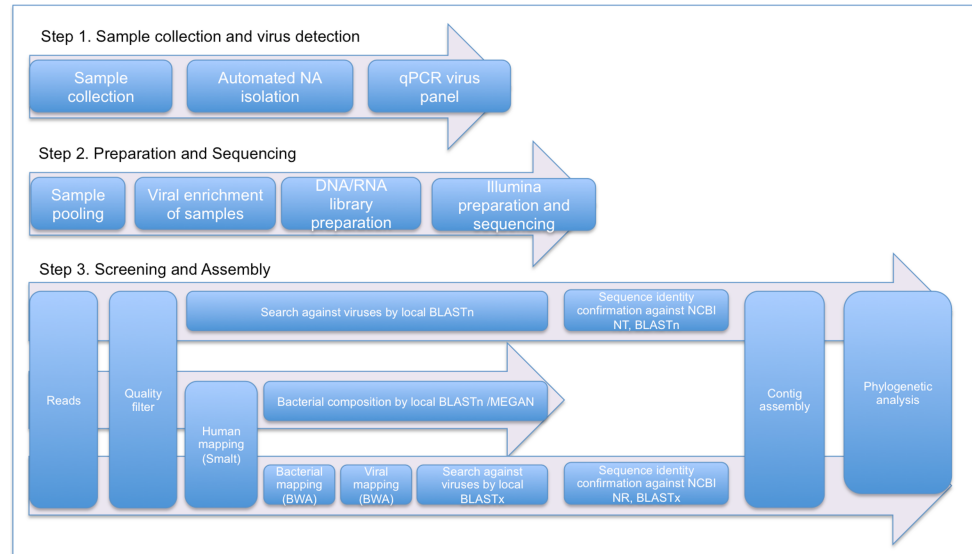 Step 1. Sample collection and virus detection
Sample
collection
Automated NA
isolation
qPCR virus
panel
Step 2. Preparation and Sequencing
Sample
pooling
Viral enrichment
of samples
DNA/RNA
library
preparation
Illumina
preparation and
sequencing
Step 3. Screening and Assembly
Reads
Quality
filter
Search against viruses by local BLASTn
Sequence identity
confirmation against NCBI
NT, BLASTn
Human
mapping
(Smalt)
Bacterial composition by local BLASTn /MEGAN
Bacterial
mapping
(BWA)
Viral
mapping
(BWA)
Search against
viruses by local
BLASTx
Sequence identity
confirmation against NCBI
NR, BLASTx
Contig
assembly
Phylogenetic
analysis